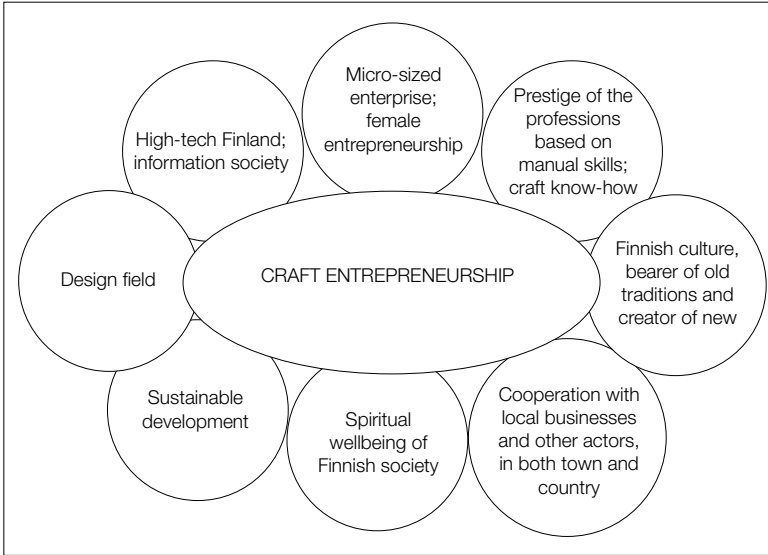 Micro-sized
enterprise;
female
entrepreneurship
Prestige of the
professions
based on
manual skills;
craft know-how
High-tech Finland;
information society
Finnish culture,
bearer of old
traditions and
creator of new
Design field
CRAFT ENTREPRENEURSHIP
Sustainable
development
Spiritual
wellbeing of
Finnish society
Cooperation with
local businesses
and other actors,
in both town and
country